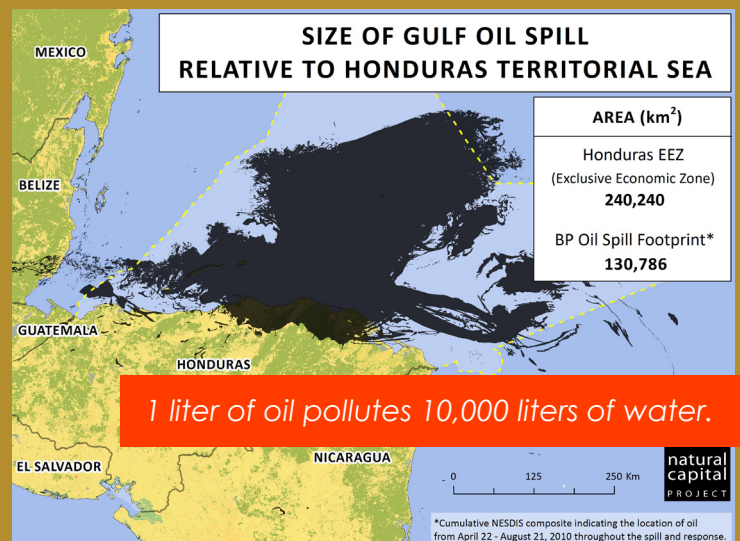 SIZE OF GULF OIL SPILL
RELATIVE TO HONDURAS TERRITORIAL SEA
MEXICO
AREA (km²)
Honduras EEZ
(Exclusive Economic Zone)
240,240
BP Oil Spill Footprint*
130,786
BELIZE
GUATEMALA
HONDURAS
1 liter of oil pollutes 10,000 liters of water.
EL SALVADOR
NICARAGUA
0 125 250 Km
natural
capital
PROJECT
*Cumulative NESDIS composite indicating the location of oil
from April 22 - August 21, 2010 throughout the spill and response.